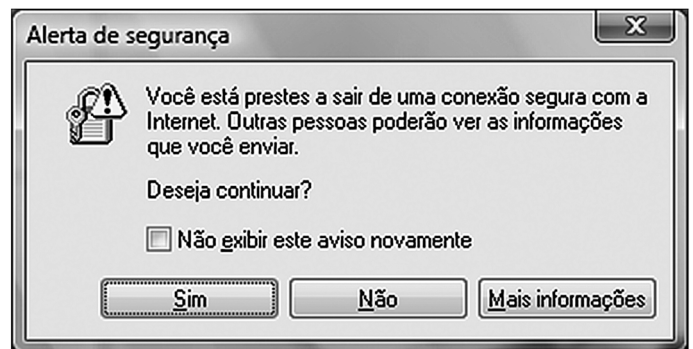 Alerta de segurança
X
Você está prestes a sair de uma conexão segura com a
Internet. Outras pessoas poderão ver as informações
que você enviar.
Deseja continuar?
Não exibir este aviso novamente
Sim
Não
Mais informações